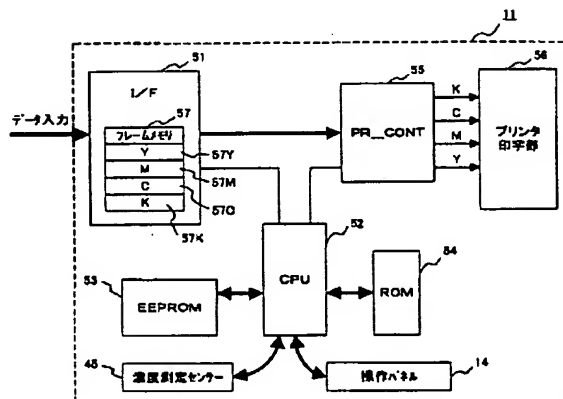 11
51
I/F
57
フレームメモリ
Y
M
C
K
57Y
57M
57C
57K
データ入力
55
PR_CONT
K
C
M
Y
56
プリンタ
印字部
52
CPU
53
EEPROM
54
ROM
45
濃度測定センサー
操作パネル
14